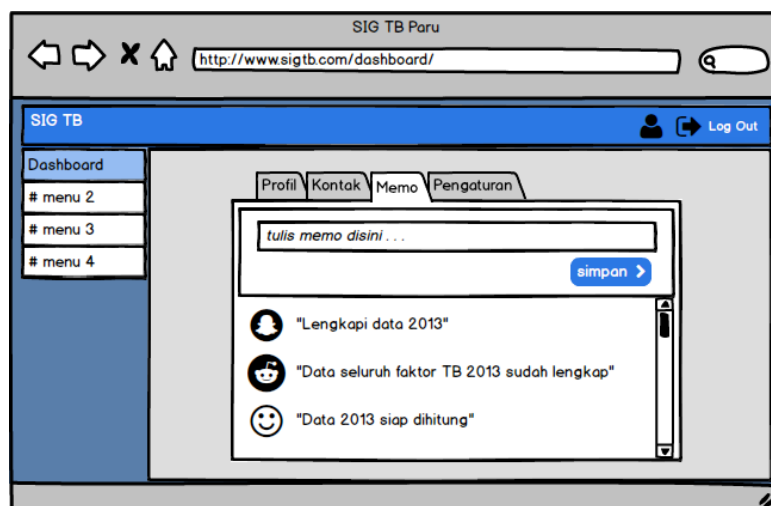 SIG TB Paru
http://www.sigtb.com/dashboard/
SIG TB
Log Out
Dashboard
# menu 2
# menu 3
# menu 4
Profil Kontak Memo Pengaturan
tulis memo disini . . .
simpan
"Lengkapi data 2013"
"Data seluruh faktor TB 2013 sudah lengkap"
"Data 2013 siap dihitung"